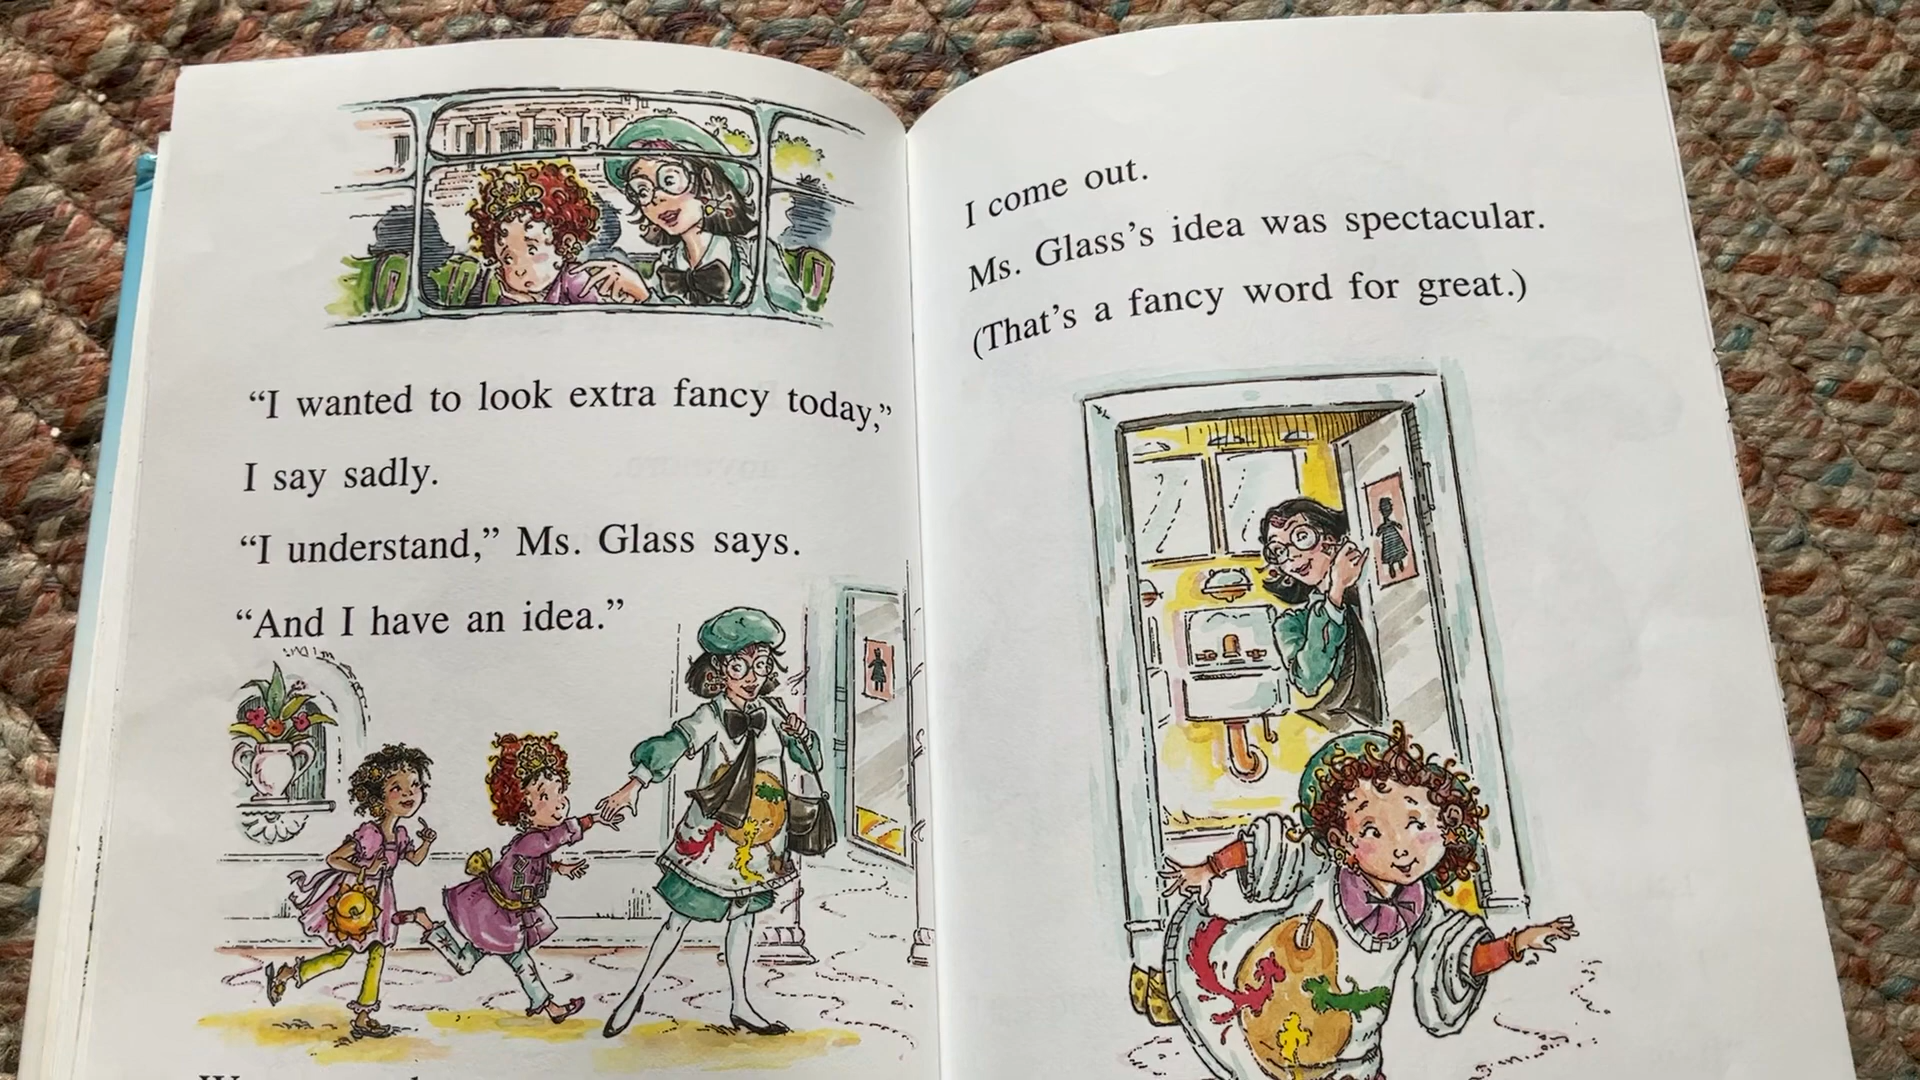 “I wanted to look extra fancy today,”
I say sadly.
“I understand,” Ms. Glass says.
“And I have an idea.”
I come out.
Ms. Glass’s idea was spectacular.
(That’s a fancy word for great.)